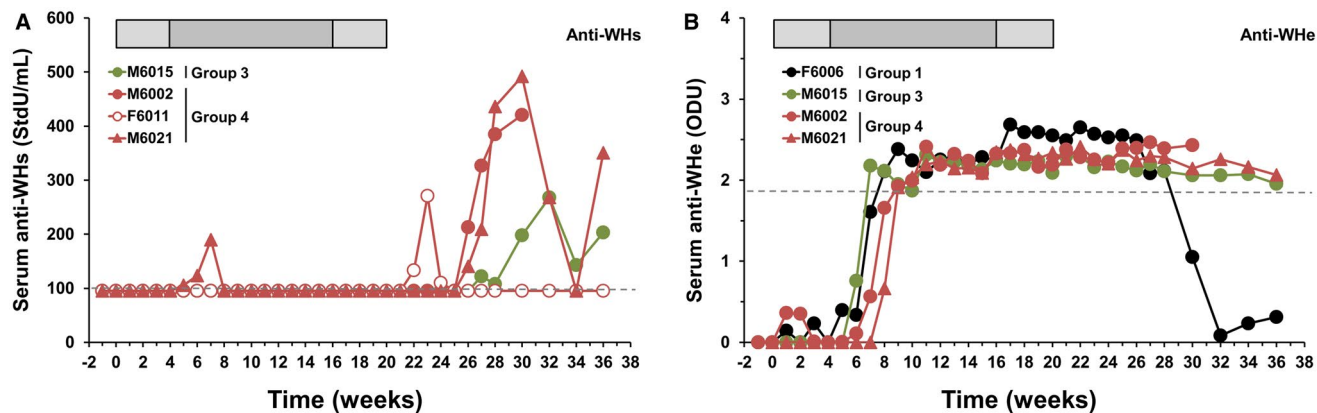 A
Serum anti-WHs (StdU/mL)
600
500
400
300
200
100
0
Anti-WHs
M6015 Group 3
M6002
F6011 Group 4
M6021
-2 0 2 4 6 8 10 12 14 16 18 20 22 24 26 28 30 32 34 36 38
Time (weeks)
B
Serum anti-WHe (ODU)
4
3
2
1
0
Anti-WHe
F6006 Group 1
M6015 Group 3
M6002
M6021 Group 4
-2 0 2 4 6 8 10 12 14 16 18 20 22 24 26 28 30 32 34 36 38
Time (weeks)